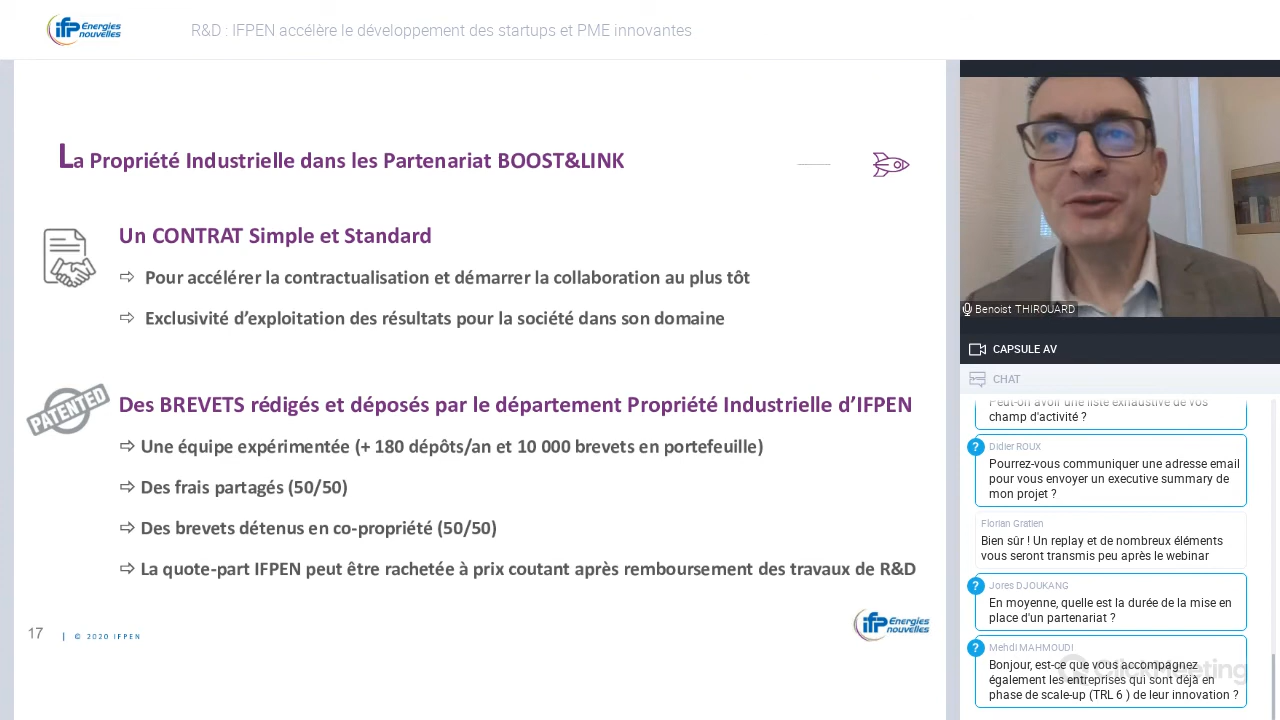 ifp Energies nouvelles
R&D : IFPEN accélère le développement des startups et PME innovantes
La Propriété Industrielle dans les Partenariat BOOST&LINK
Un CONTRAT Simple et Standard
⇨ Pour accélérer la contractualisation et démarrer la collaboration au plus tôt
⇨ Exclusivité d'exploitation des résultats pour la société dans son domaine
PATENTED
Des BREVETS rédigés et déposés par le département Propriété Industrielle d'IFPEN
⇨ Une équipe expérimentée (+ 180 dépôts/an et 10 000 brevets en portefeuille)
⇨ Des frais partagés (50/50)
⇨ Des brevets détenus en co-propriété (50/50)
⇨ La quote-part IFPEN peut être rachetée à prix coutant après remboursement des travaux de R&D
17 | © 2020 IFPEN
ifp Energies nouvelles
Benoist THIROUARD
CAPSULE AV
CHAT
Peut-on avoir une liste exhaustive de vos
champ d'activité ?
?
Didier ROUX
Pourrez-vous communiquer une adresse email
pour vous envoyer un executive summary de
mon projet ?
Florian Gratien
Bien sûr ! Un replay et de nombreux éléments
vous seront transmis peu après le webinar
?
Jores DJOUKANG
En moyenne, quelle est la durée de la mise en
place d'un partenariat ?
?
Mehdi MAHMOUDI
Bonjour, est-ce que vous accompagnez
également les entreprises qui sont déjà en
phase de scale-up (TRL 6 ) de leur innovation ?
ClickMeeting